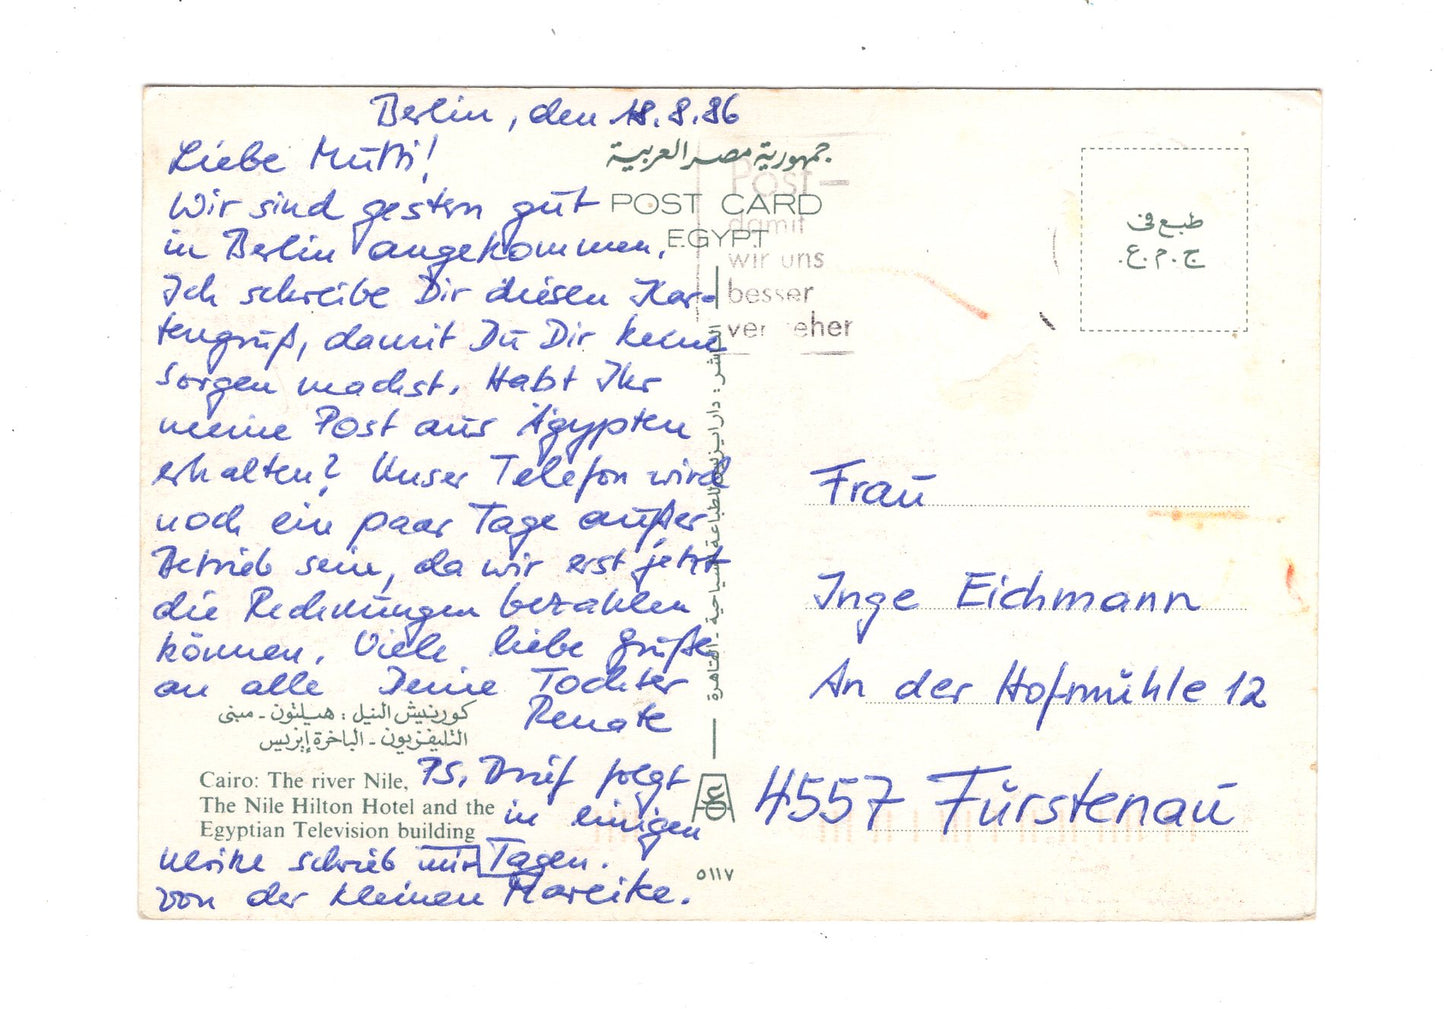 Berlin, den 18.8.86
Liebe Mutti!
Wir sind gestern gut
in Berlin angekommen.
Ich schreibe Dir diesen Kar-
tengruß, damit Du Dir keine
Sorgen machst. Habt Ihr
meine Post aus Ägypten
erhalten? Unser Telefon wird
noch ein paar Tage außer
Betrieb sein, da wir erst jetzt
die Rechnungen bezahlen
können. Viele liebe Grüße
an alle Deine Tochter
Renate
PS. Brief folgt
in einigen
Tagen.
Ulrike schrieb mir
von der kleinen Mareike.
جمهورية مصر العربية
POST CARD
EGYPT
Post-
damit
wir uns
besser
طبع فى
ج.م.ع.
Frau
Inge Eichmann
An der Hofmühle 12
4557 Fürstenau
كورنيش النيل : هيلتون - مبنى
التليفزيون - الباخرة إيزيس
Cairo: The river Nile,
The Nile Hilton Hotel and the
Egyptian Television building
٥١١٧